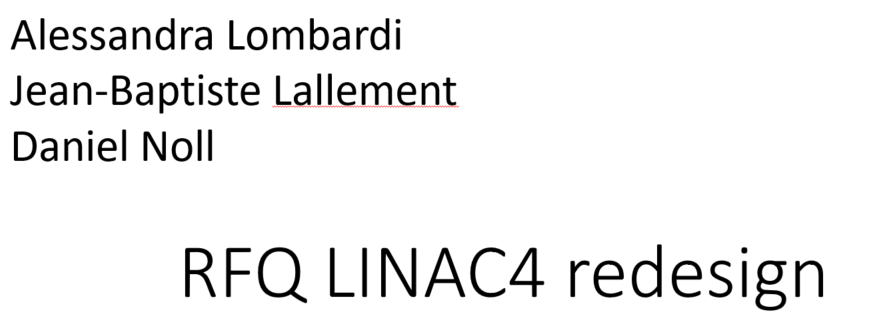 Alessandra Lombardi
Jean-Baptiste Lallement
Daniel Noll
RFQ LINAC4 redesign